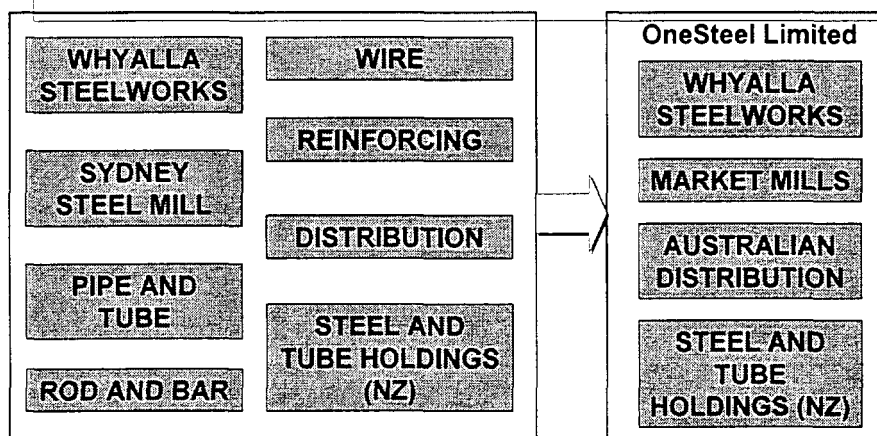 WHYALLA
STEELWORKS
SYDNEY
STEEL MILL
PIPE AND
TUBE
ROD AND BAR
WIRE
REINFORCING
DISTRIBUTION
STEEL AND
TUBE HOLDINGS
(NZ)
OneSteel Limited
WHYALLA
STEELWORKS
MARKET MILLS
AUSTRALIAN
DISTRIBUTION
STEEL AND
TUBE
HOLDINGS (NZ)